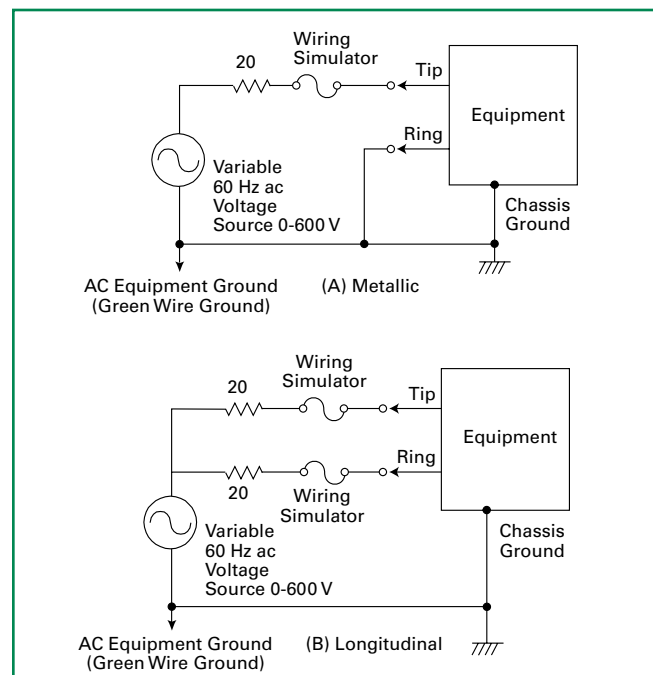 Wiring
Simulator
20
Tip
Equipment
Ring
Variable
60 Hz ac
Voltage
Source 0-600 V
Chassis
Ground
AC Equipment Ground
(Green Wire Ground)
(A) Metallic
Wiring
Simulator
20
Tip
Equipment
Ring
20
Wiring
Simulator
Variable
60 Hz ac
Voltage
Source 0-600 V
Chassis
Ground
AC Equipment Ground
(Green Wire Ground)
(B) Longitudinal